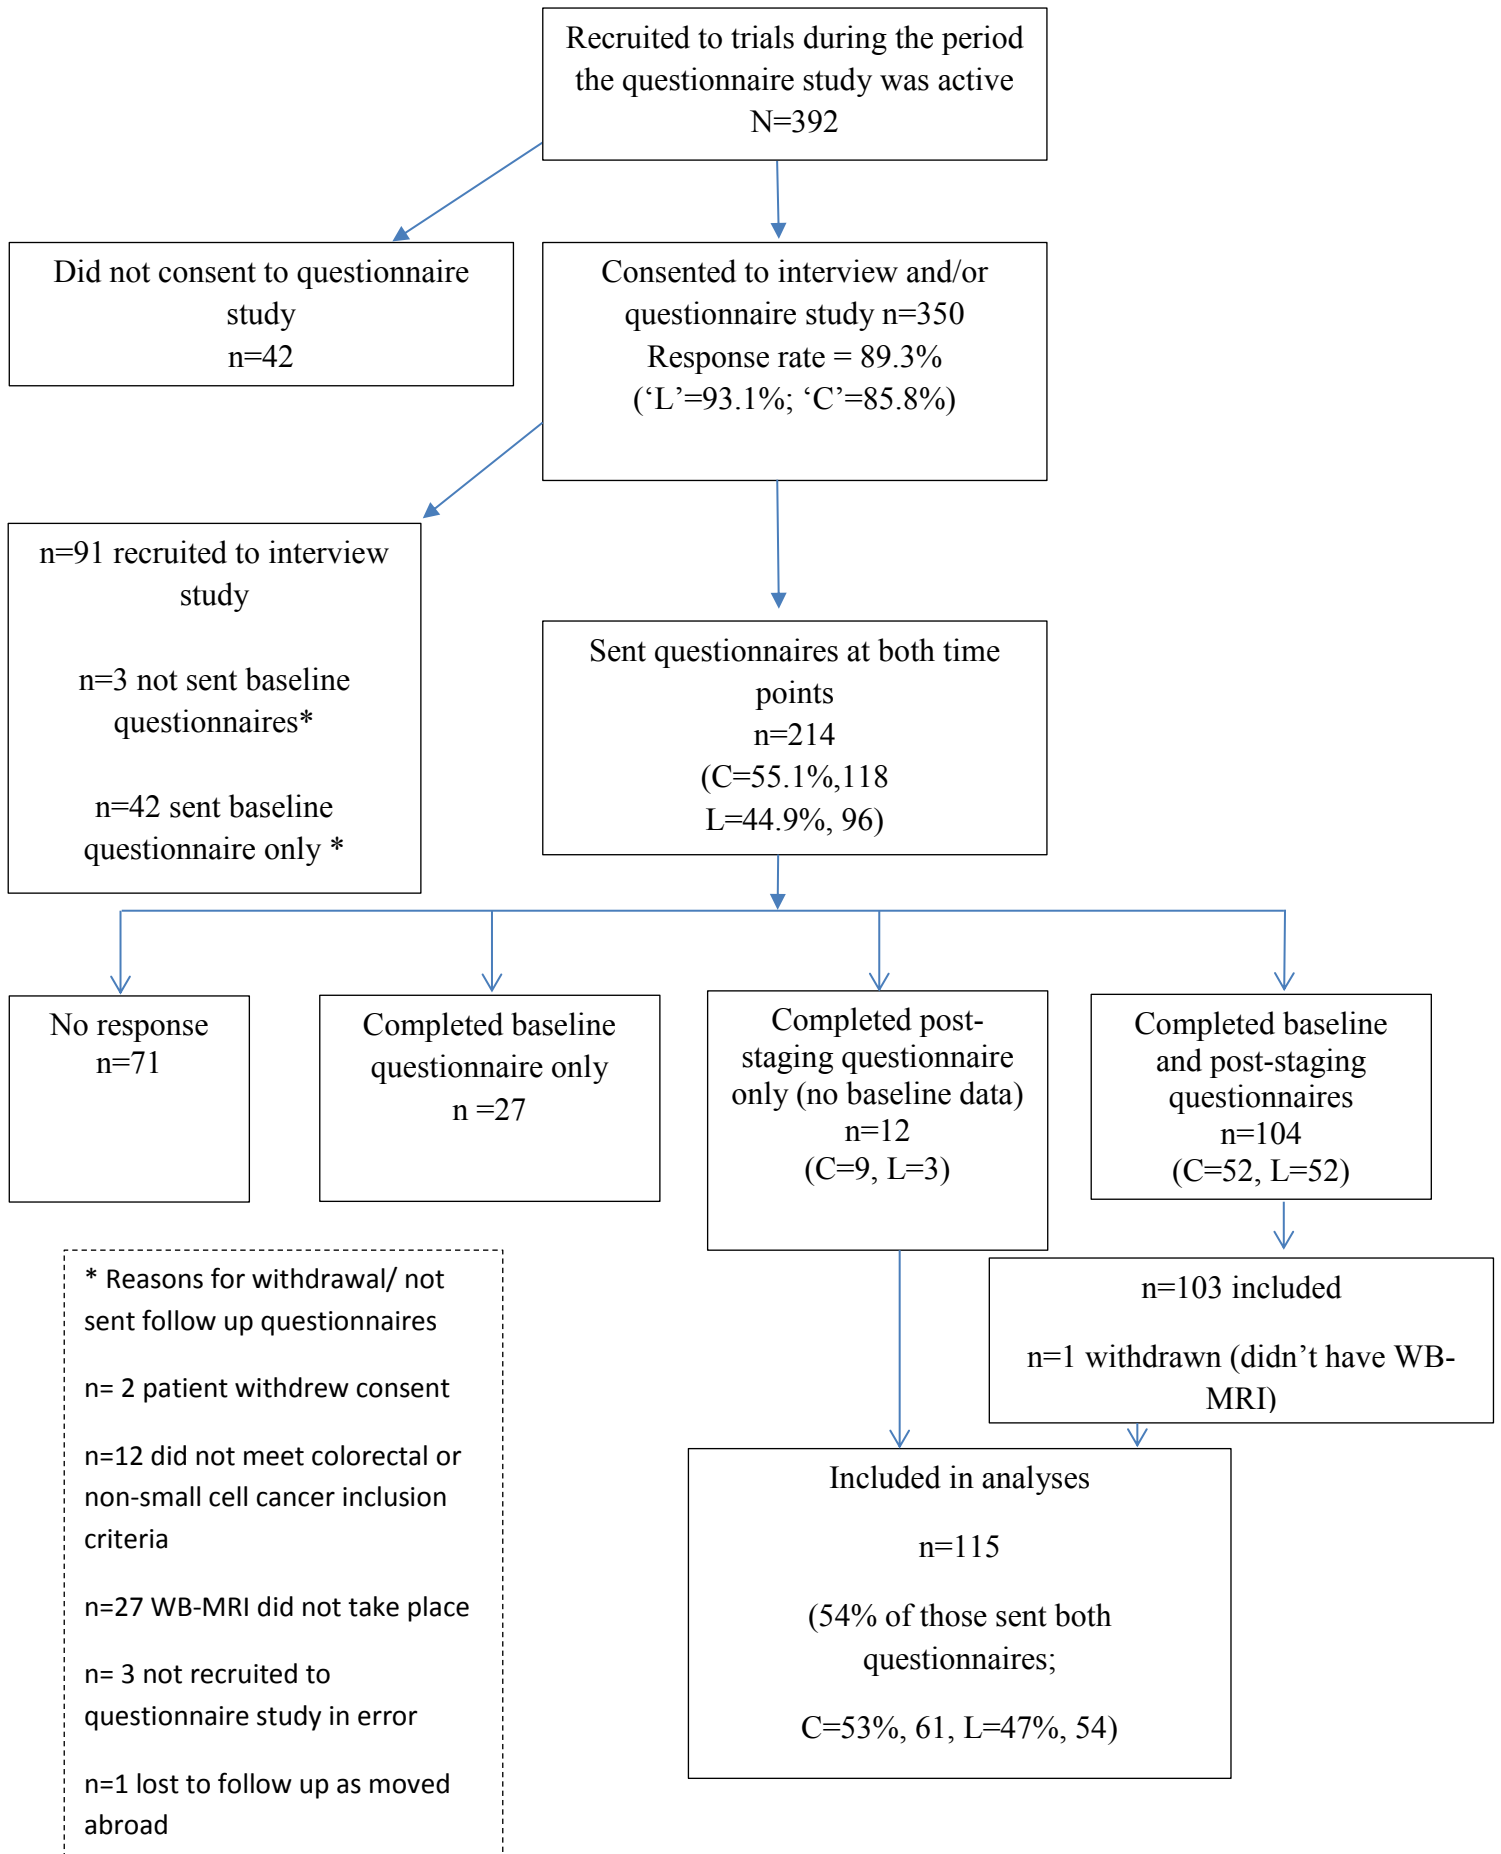 Recruited to trials during the period
the questionnaire study was active
N=392
Did not consent to questionnaire
study
n=42
Consented to interview and/or
questionnaire study n=350
Response rate = 89.3%
(‘L’=93.1%; ‘C’=85.8%)
n=91 recruited to interview
study
n=3 not sent baseline
questionnaires*
n=42 sent baseline
questionnaire only *
Sent questionnaires at both time
points
n=214
(C=55.1%,118
L=44.9%, 96)
No response
n=71
Completed baseline
questionnaire only
n =27
Completed post-
staging questionnaire
only (no baseline data)
n=12
(C=9, L=3)
Completed baseline
and post-staging
questionnaires
n=104
(C=52, L=52)
n=103 included
n=1 withdrawn (didn’t have WB-
MRI)
* Reasons for withdrawal/ not
sent follow up questionnaires
n= 2 patient withdrew consent
n=12 did not meet colorectal or
non-small cell cancer inclusion
criteria
n=27 WB-MRI did not take place
n= 3 not recruited to
questionnaire study in error
n=1 lost to follow up as moved
abroad
Included in analyses
n=115
(54% of those sent both
questionnaires;
C=53%, 61, L=47%, 54)